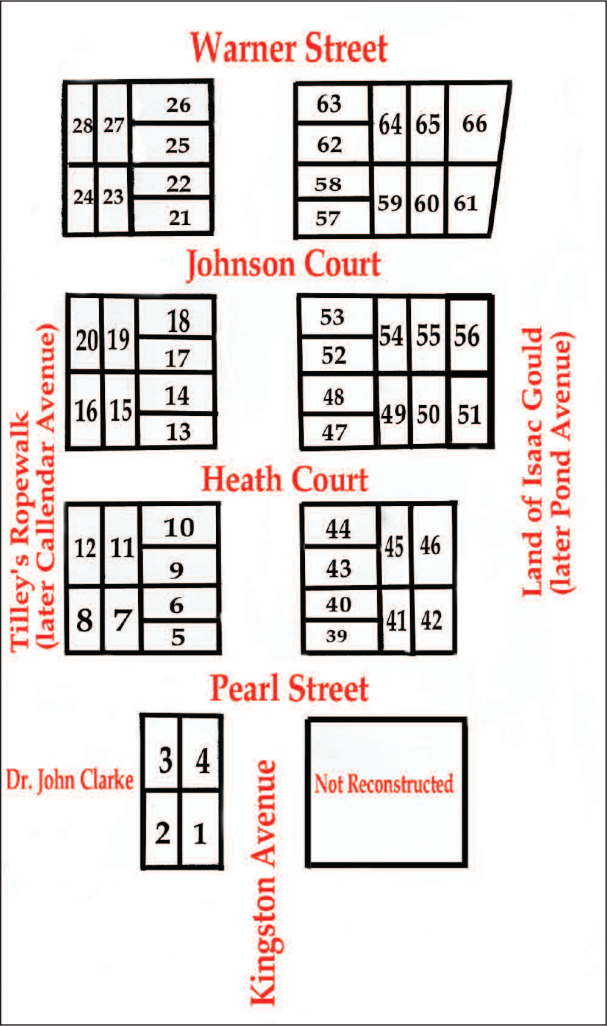 Warner Street
28 27 26 63 64 65 66
25 62
24 23 22 58 59 60 61
21 57
Johnson Court
20 19 18 53 54 55 56
17 52
16 15 14 48 49 50 51
13 47
Tilley's Ropewalk
(later Callendar Avenue)
Land of Isaac Gould
(later Pond Avenue)
Heath Court
12 11 10 44 45 46
9 43
8 7 6 40 41 42
5 39
Pearl Street
3 4
Dr. John Clarke
Not Reconstructed
2 1
Kingston Avenue